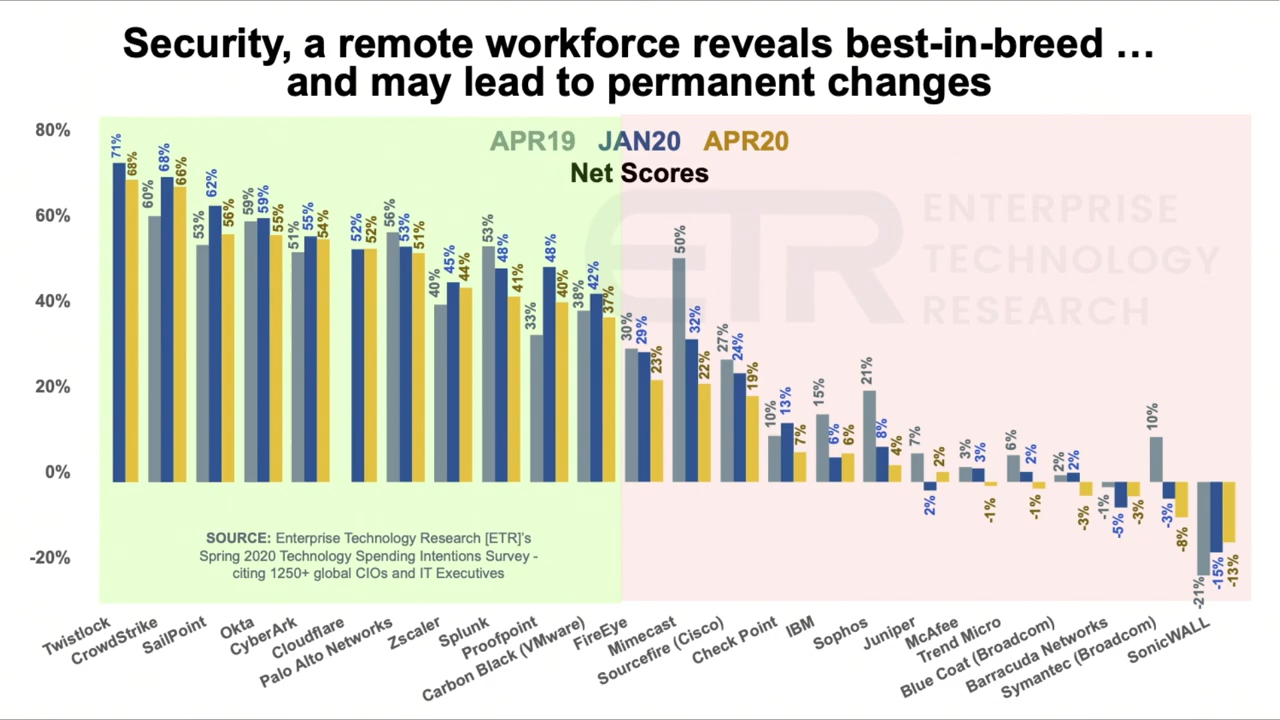 Security, a remote workforce reveals best-in-breed …
and may lead to permanent changes
APR19 JAN20 APR20
Net Scores
ENTERPRISE
TECHNOLOGY
RESEARCH
ETR
80%
60%
40%
20%
0%
-20%
71% 68%
60% 68% 66%
53% 62% 56%
59% 59% 55%
51% 55% 54%
52% 52%
56% 53% 51%
40% 45% 44%
53% 48% 41%
33% 48% 40%
38% 42% 37%
30% 29% 23%
50% 32% 22%
27% 24% 19%
10% 13% 7%
15% 6% 6%
21% 8% 4%
7% 2% 2%
3% 3% -1%
6% 2% -1%
2% 2% -3%
-1% -5% -3%
10% -3% -8%
-21% -15% -13%
SOURCE: Enterprise Technology Research [ETR]'s
Spring 2020 Technology Spending Intentions Survey -
citing 1250+ global CIOs and IT Executives
Twistlock
CrowdStrike
SailPoint
Okta
CyberArk
Cloudflare
Palo Alto Networks
Zscaler
Splunk
Proofpoint
Carbon Black (VMware)
FireEye
Mimecast
Sourcefire (Cisco)
Check Point
IBM
Sophos
Juniper
McAfee
Trend Micro
Blue Coat (Broadcom)
Barracuda Networks
Symantec (Broadcom)
SonicWALL